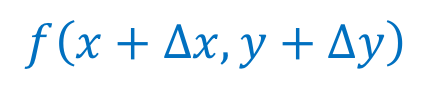 f(x + Δx, y + Δy)